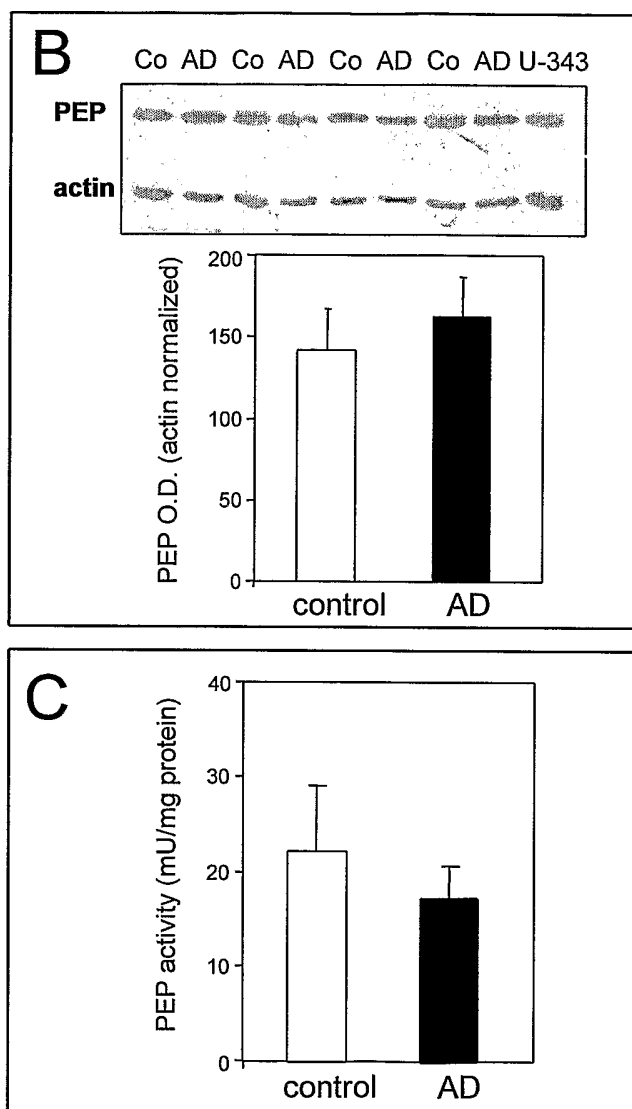 B
Co AD Co AD Co AD Co AD U-343
PEP
actin
PEP O.D. (actin normalized)
200
150
100
50
0
control AD
C
PEP activity (mU/mg protein)
40
30
20
10
0
control AD